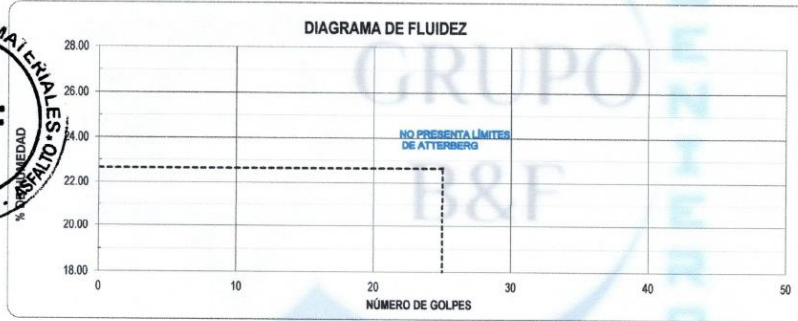 DIAGRAMA DE FLUIDEZ
MATERIALES
ASFALTO
% DE HUMEDAD
28.00
26.00
24.00
22.00
20.00
18.00
0
10
20
30
40
50
NÚMERO DE GOLPES
NO PRESENTA LÍMITES
DE ATTERBERG
GRUPO
B&F